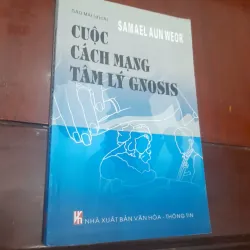 SAMAEL AUN WEOR
CUỘC
CÁCH MẠNG
TÂM LÝ GNOSIS
NHÀ XUẤT BẢN VĂN HÓA - THÔNG TIN